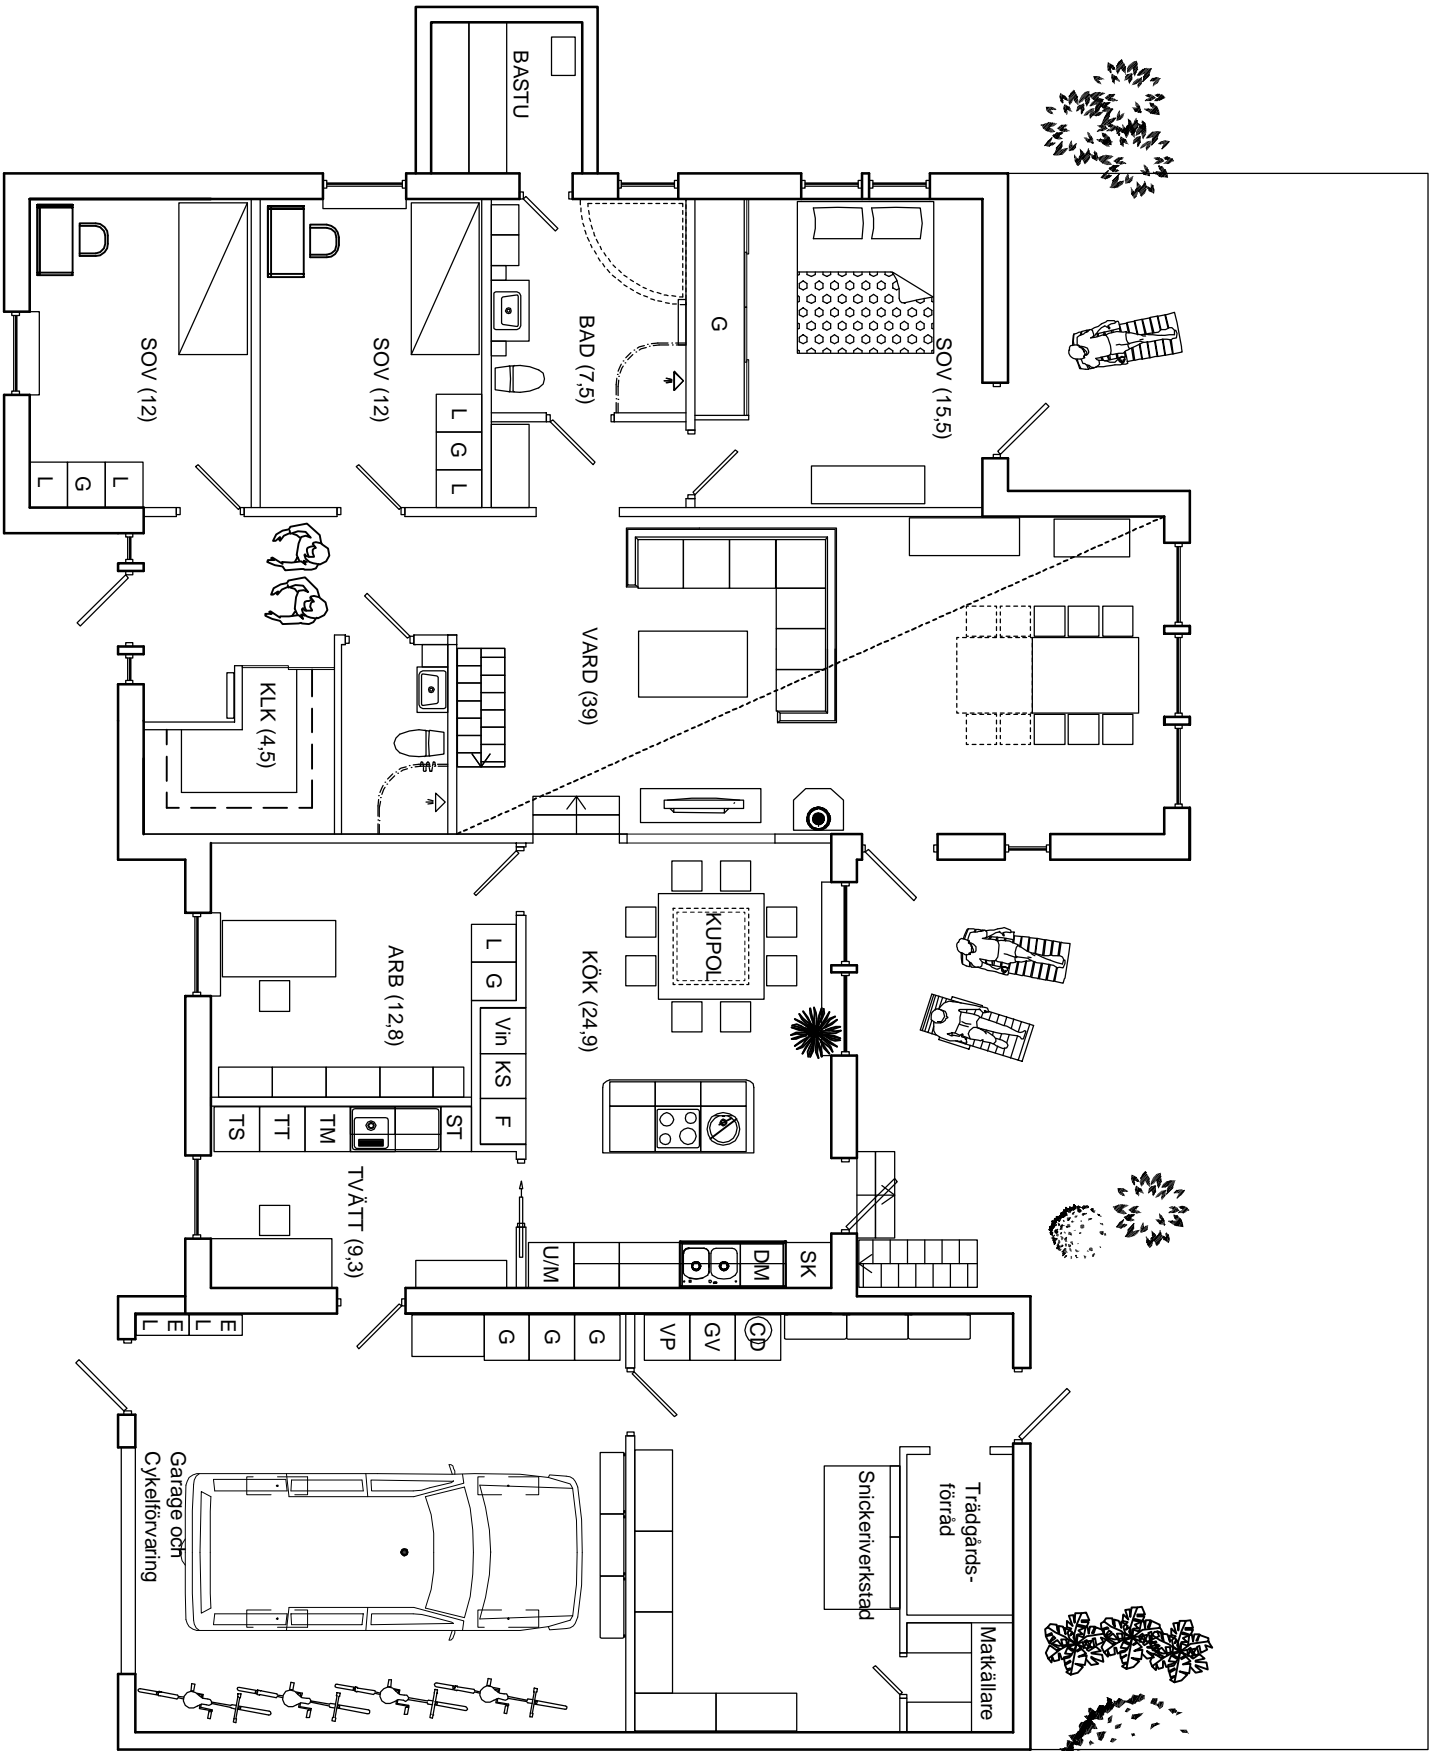 BASTU
SOV (12)
SOV (12)
BAD (7,5)
G
SOV (15,5)
L
G
L
L
G
L
VARD (39)
KLK (4,5)
KUPOL
KÖK (24,9)
ARB (12,8)
L
G
Vin
KS
F
TS
TT
TM
ST
TVÄTT (9,3)
U/M
DM
SK
L
E
L
E
G
G
G
VP
GV
CD
Garage och
Cykelförvaring
Snickeriverkstad
Trädgårds-
förråd
Matkällare